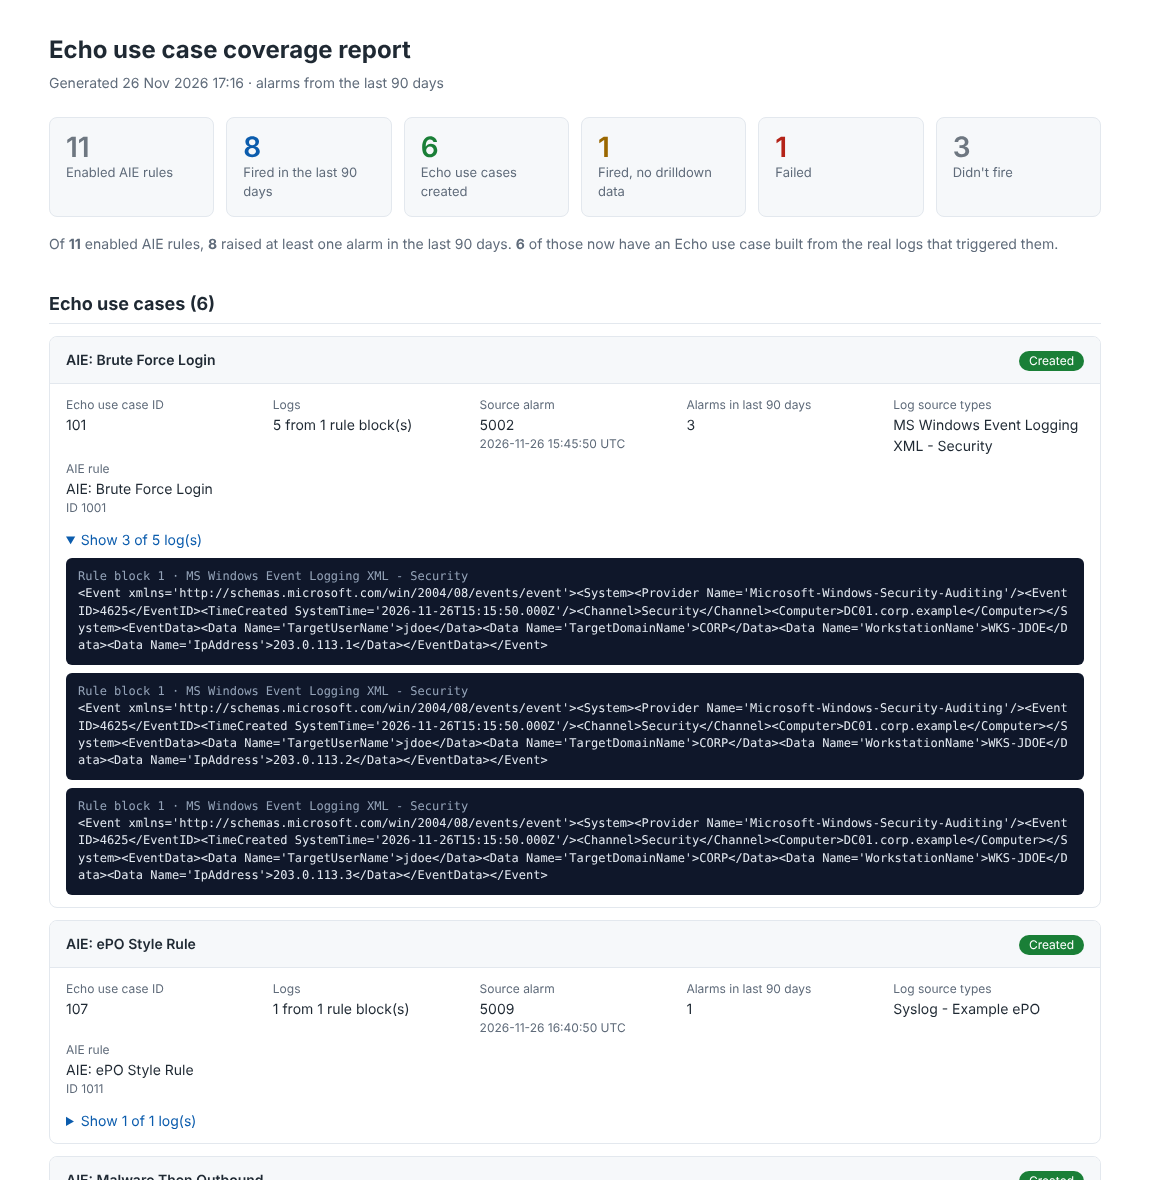 Echo use case coverage report
Generated 26 Nov 2026 17:16 · alarms from the last 90 days
11
Enabled AIE rules
8
Fired in the last 90
days
6
Echo use cases
created
1
Fired, no drilldown
data
1
Failed
3
Didn't fire
Of 11 enabled AIE rules, 8 raised at least one alarm in the last 90 days. 6 of those now have an Echo use case built from the real logs that triggered them.
Echo use cases (6)
AIE: Brute Force Login
Created
Echo use case ID
101
Logs
5 from 1 rule block(s)
Source alarm
5002
2026-11-26 15:45:50 UTC
Alarms in last 90 days
3
Log source types
MS Windows Event Logging
XML - Security
AIE rule
AIE: Brute Force Login
ID 1001
▼ Show 3 of 5 log(s)
Rule block 1 · MS Windows Event Logging XML - Security
<Event xmlns='http://schemas.microsoft.com/win/2004/08/events/event'><System><Provider Name='Microsoft-Windows-Security-Auditing'/><Event
ID>4625</EventID><TimeCreated SystemTime='2026-11-26T15:15:50.000Z'/><Channel>Security</Channel><Computer>DC01.corp.example</Computer></S
ystem><EventData><Data Name='TargetUserName'>jdoe</Data><Data Name='TargetDomainName'>CORP</Data><Data Name='WorkstationName'>WKS-JDOE</D
ata><Data Name='IpAddress'>203.0.113.1</Data></EventData></Event>
Rule block 1 · MS Windows Event Logging XML - Security
<Event xmlns='http://schemas.microsoft.com/win/2004/08/events/event'><System><Provider Name='Microsoft-Windows-Security-Auditing'/><Event
ID>4625</EventID><TimeCreated SystemTime='2026-11-26T15:15:50.000Z'/><Channel>Security</Channel><Computer>DC01.corp.example</Computer></S
ystem><EventData><Data Name='TargetUserName'>jdoe</Data><Data Name='TargetDomainName'>CORP</Data><Data Name='WorkstationName'>WKS-JDOE</D
ata><Data Name='IpAddress'>203.0.113.2</Data></EventData></Event>
Rule block 1 · MS Windows Event Logging XML - Security
<Event xmlns='http://schemas.microsoft.com/win/2004/08/events/event'><System><Provider Name='Microsoft-Windows-Security-Auditing'/><Event
ID>4625</EventID><TimeCreated SystemTime='2026-11-26T15:15:50.000Z'/><Channel>Security</Channel><Computer>DC01.corp.example</Computer></S
ystem><EventData><Data Name='TargetUserName'>jdoe</Data><Data Name='TargetDomainName'>CORP</Data><Data Name='WorkstationName'>WKS-JDOE</D
ata><Data Name='IpAddress'>203.0.113.3</Data></EventData></Event>
AIE: ePO Style Rule
Created
Echo use case ID
107
Logs
1 from 1 rule block(s)
Source alarm
5009
2026-11-26 16:40:50 UTC
Alarms in last 90 days
1
Log source types
Syslog - Example ePO
AIE rule
AIE: ePO Style Rule
ID 1011
▶ Show 1 of 1 log(s)
AIE: Malware Then Outbound
Created